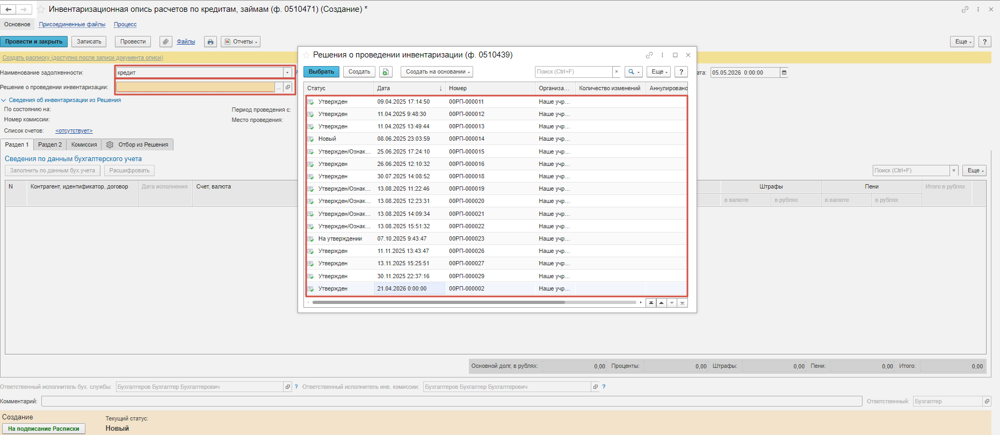 Инвентаризационная опись расчетов по кредитам, займам (ф. 0510471) (Создание) *
Основное Присоединенные файлы Процесс
Провести и закрыть Записать Провести Файлы Отчеты Еще ?
Создать расписку (доступно после записи документа описи)
Наименование задолженности: кредит ата: 05.05.2026 0:00:00
Решение о проведении инвентаризации: ...
Сведения об инвентаризации из Решения
По состоянию на: Период проведения с:
Номер комиссии: Место проведения:
Список счетов: <отсутствует>
Раздел 1 Раздел 2 Комиссия Отбор из Решения
Сведения по данным бухгалтерского учета
Заполнить по данным бух.учета Расшифровать Поиск (Ctrl+F) × Еще
N Контрагент, идентификатор, договор Дата исполнения Счет, валюта Штрафы Пени Итого в рублях
в валюте в рублях в валюте в рублях
Решения о проведении инвентаризации (ф. 0510439)
Выбрать Создать Создать на основании Поиск (Ctrl+F) × Еще ?
Статус Дата ↓ Номер Организа... Количество изменений Аннулировано
Утвержден 09.04.2025 17:14:50 00РП-000011 Наше учр...
Утвержден 11.04.2025 9:48:30 00РП-000012 Наше учр...
Утвержден 11.04.2025 13:49:44 00РП-000013 Наше учр...
Новый 08.06.2025 23:03:59 00РП-000014 Наше учр...
Утвержден/Ознак... 25.06.2025 17:24:10 00РП-000015 Наше учр...
Утвержден 26.06.2025 12:10:32 00РП-000016 Наше учр...
Утвержден 30.07.2025 14:08:52 00РП-000018 Наше учр...
Утвержден/Ознак... 13.08.2025 11:22:46 00РП-000019 Наше учр...
Утвержден/Ознак... 13.08.2025 12:23:31 00РП-000020 Наше учр...
Утвержден/Ознак... 13.08.2025 14:09:34 00РП-000021 Наше учр...
Утвержден/Ознак... 13.08.2025 15:51:32 00РП-000022 Наше учр...
На утверждении 07.10.2025 9:43:47 00РП-000023 Наше учр...
Утвержден 11.11.2025 13:43:47 00РП-000026 Наше учр...
Утвержден 13.11.2025 15:25:51 00РП-000027 Наше учр...
Утвержден 30.11.2025 22:37:16 00РП-000029 Наше учр...
Утвержден 21.04.2026 0:00:00 00РП-000002 Наше учр...
Основной долг, в рублях: 0,00 Проценты: 0,00 Штрафы: 0,00 Пени: 0,00 Итого: 0,00
Ответственный исполнитель бух. службы: Бухгалтеров Бухгалтер Бухгалтерович ? Ответственный исполнитель инв. комиссии: Бухгалтеров Бухгалтер Бухгалтерович ?
Комментарий: Ответственный: Бухгалтер
Создание Текущий статус:
На подписание Расписки Новый